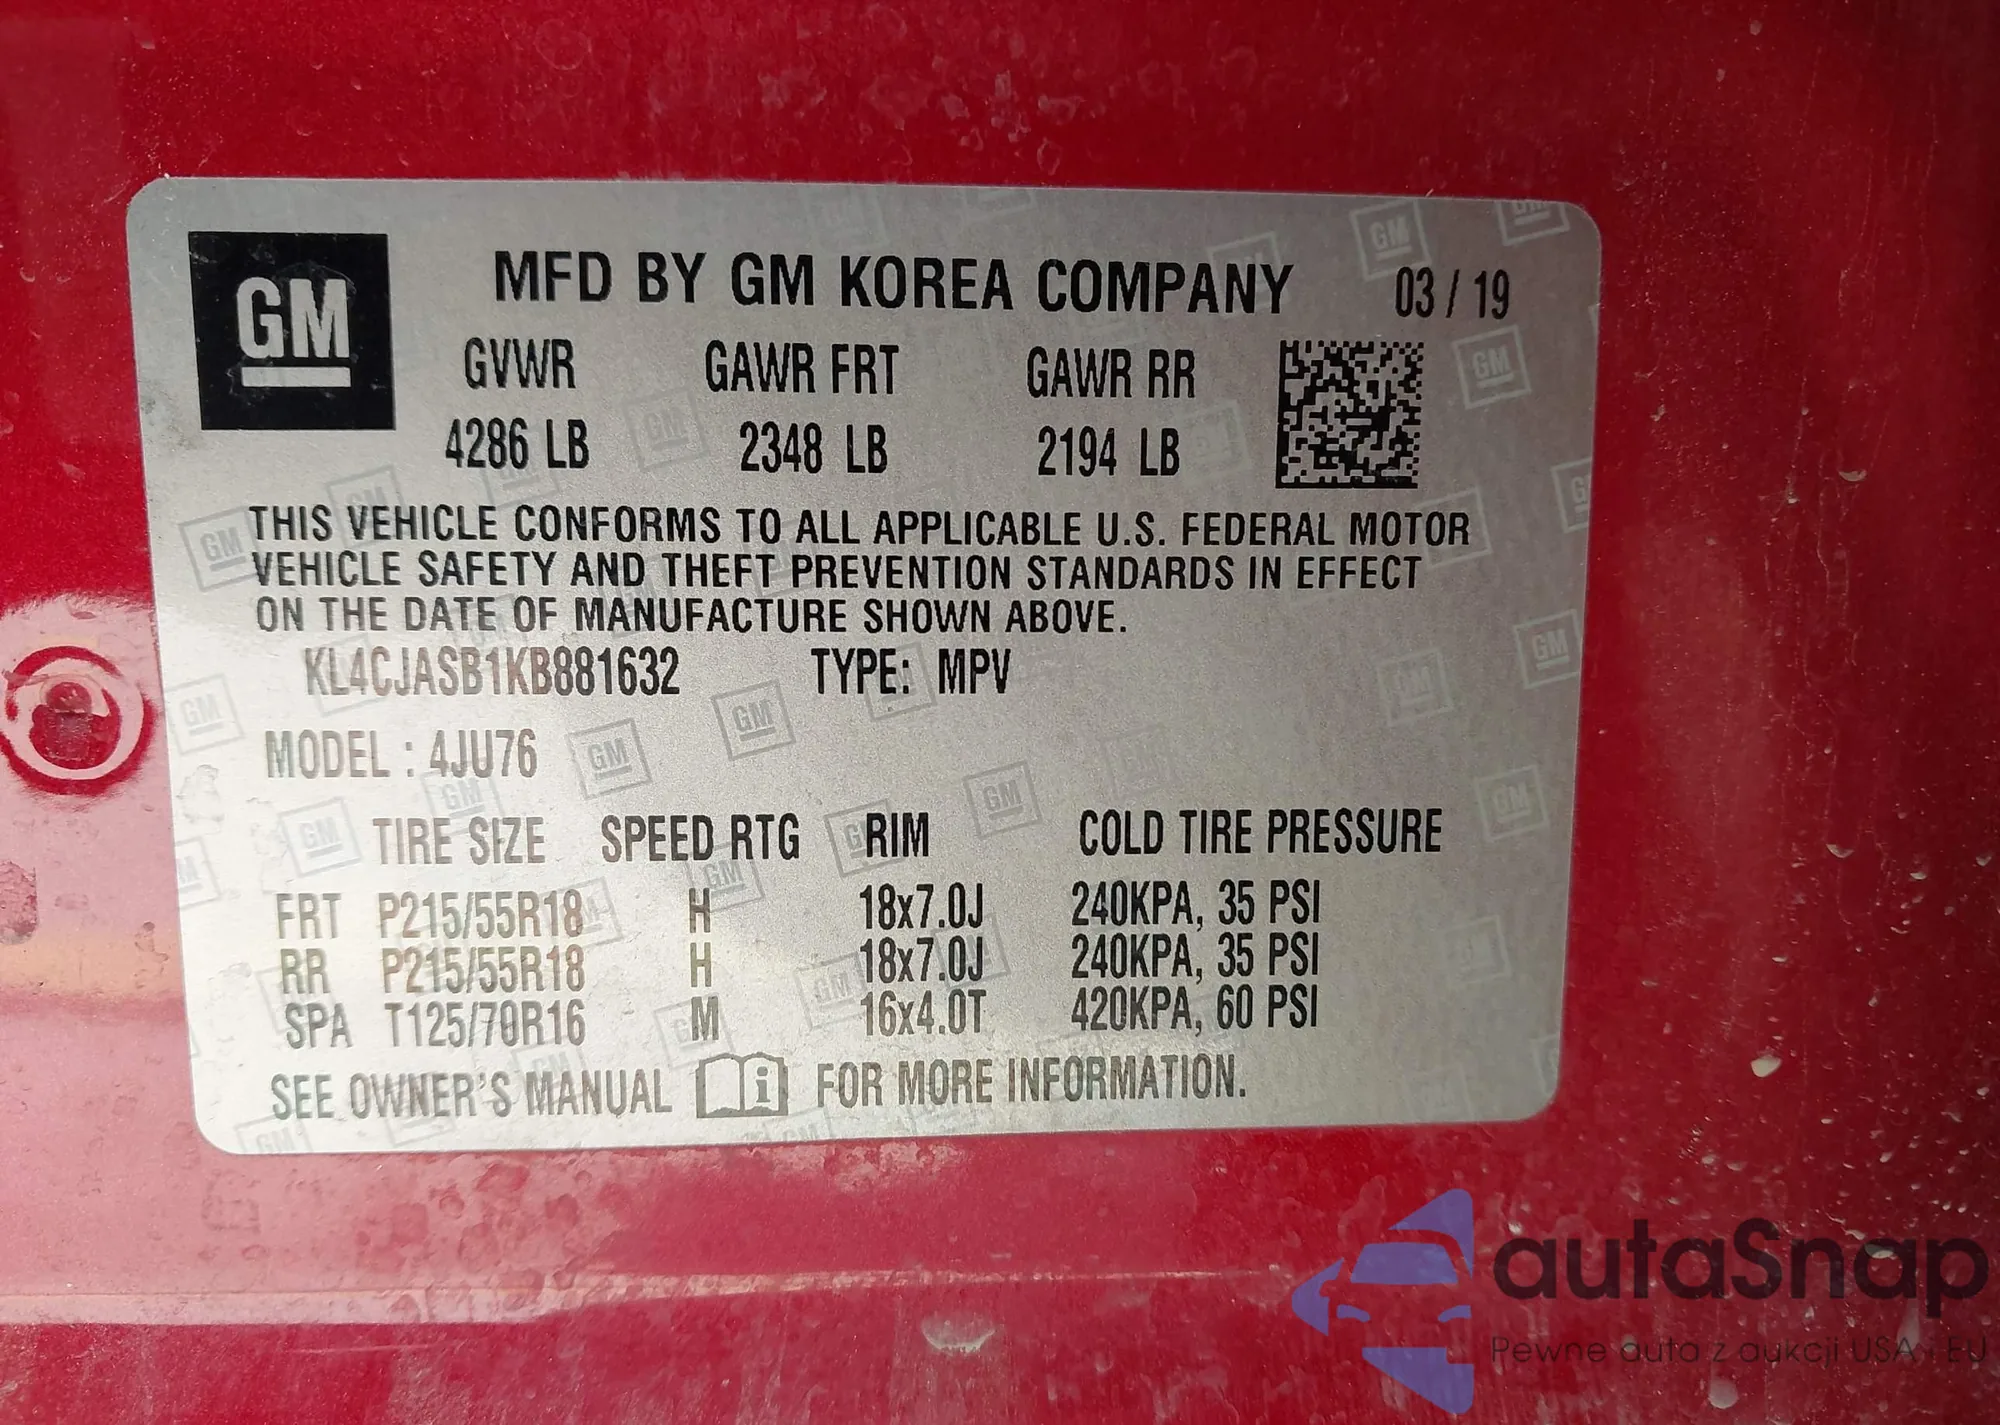 GM
MFD BY GM KOREA COMPANY 03 / 19
GVWR GAWR FRT GAWR RR
4286 LB 2348 LB 2194 LB
THIS VEHICLE CONFORMS TO ALL APPLICABLE U.S. FEDERAL MOTOR
VEHICLE SAFETY AND THEFT PREVENTION STANDARDS IN EFFECT
ON THE DATE OF MANUFACTURE SHOWN ABOVE.
KL4CJASB1KB881632 TYPE: MPV
MODEL : 4JU76
TIRE SIZE SPEED RTG RIM COLD TIRE PRESSURE
FRT P215/55R18 H 18x7.0J 240KPA, 35 PSI
RR P215/55R18 H 18x7.0J 240KPA, 35 PSI
SPA T125/70R16 M 16x4.0T 420KPA, 60 PSI
SEE OWNER'S MANUAL i FOR MORE INFORMATION.
autaSnap
Pewne auta z aukcji USA i EU